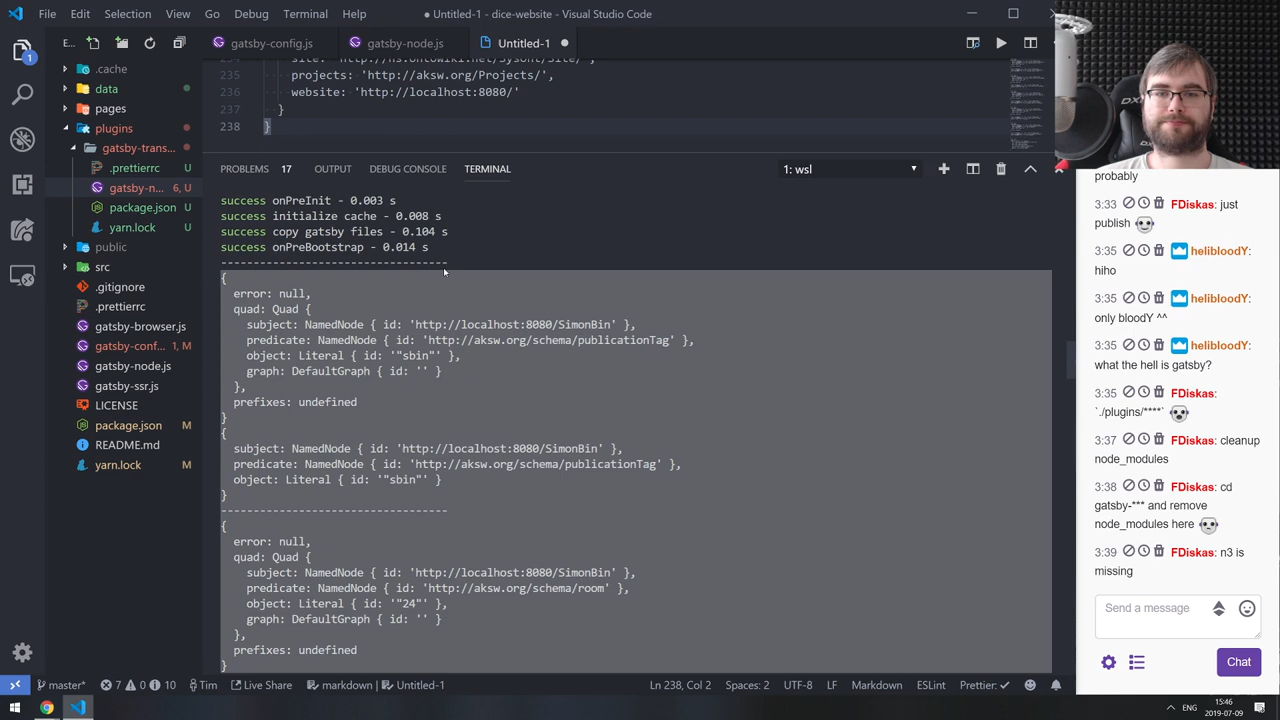 File Edit Selection View Go Debug Terminal Help ● Untitled-1 - dice-website - Visual Studio Code
E... gatsby-config.js gatsby-node.js Untitled-1 ●
.cache
data
pages
plugins
gatsby-trans...
.prettierrc U
gatsby-n... 6, U
package.json U
yarn.lock U
public
src
.gitignore
.prettierrc
gatsby-browser.js
gatsby-conf... 1, M
gatsby-node.js
gatsby-ssr.js
LICENSE
package.json M
README.md
yarn.lock M
1
235 projects: 'http://aksw.org/Projects/',
236 website: 'http://localhost:8080/'
237 }
238 }
PROBLEMS 17 OUTPUT DEBUG CONSOLE TERMINAL 1: wsl
success onPreInit - 0.003 s
success initialize cache - 0.008 s
success copy gatsby files - 0.104 s
success onPreBootstrap - 0.014 s
-----------------------------------
{
error: null,
quad: Quad {
subject: NamedNode { id: 'http://localhost:8080/SimonBin' },
predicate: NamedNode { id: 'http://aksw.org/schema/publicationTag' },
object: Literal { id: '"sbin"' },
graph: DefaultGraph { id: '' }
},
prefixes: undefined
}
{
subject: NamedNode { id: 'http://localhost:8080/SimonBin' },
predicate: NamedNode { id: 'http://aksw.org/schema/publicationTag' },
object: Literal { id: '"sbin"' }
}
-----------------------------------
{
error: null,
quad: Quad {
subject: NamedNode { id: 'http://localhost:8080/SimonBin' },
predicate: NamedNode { id: 'http://aksw.org/schema/room' },
object: Literal { id: '"24"' },
graph: DefaultGraph { id: '' }
},
prefixes: undefined
}
probably
3:33 FDiskas: just
publish
3:35 helibloodY:
hiho
3:35 helibloodY:
only bloodY ^^
3:35 helibloodY:
what the hell is gatsby?
3:35 FDiskas:
`./plugins/****`
3:37 FDiskas: cleanup
node_modules
3:38 FDiskas: cd
gatsby-*** and remove
node_modules here
3:39 FDiskas: n3 is
missing
Send a message
Chat
master* 7 0 10 Tim Live Share markdown | Untitled-1 Ln 238, Col 2 Spaces: 2 UTF-8 LF Markdown ESLint Prettier: ✓
ENG 15:46
2019-07-09